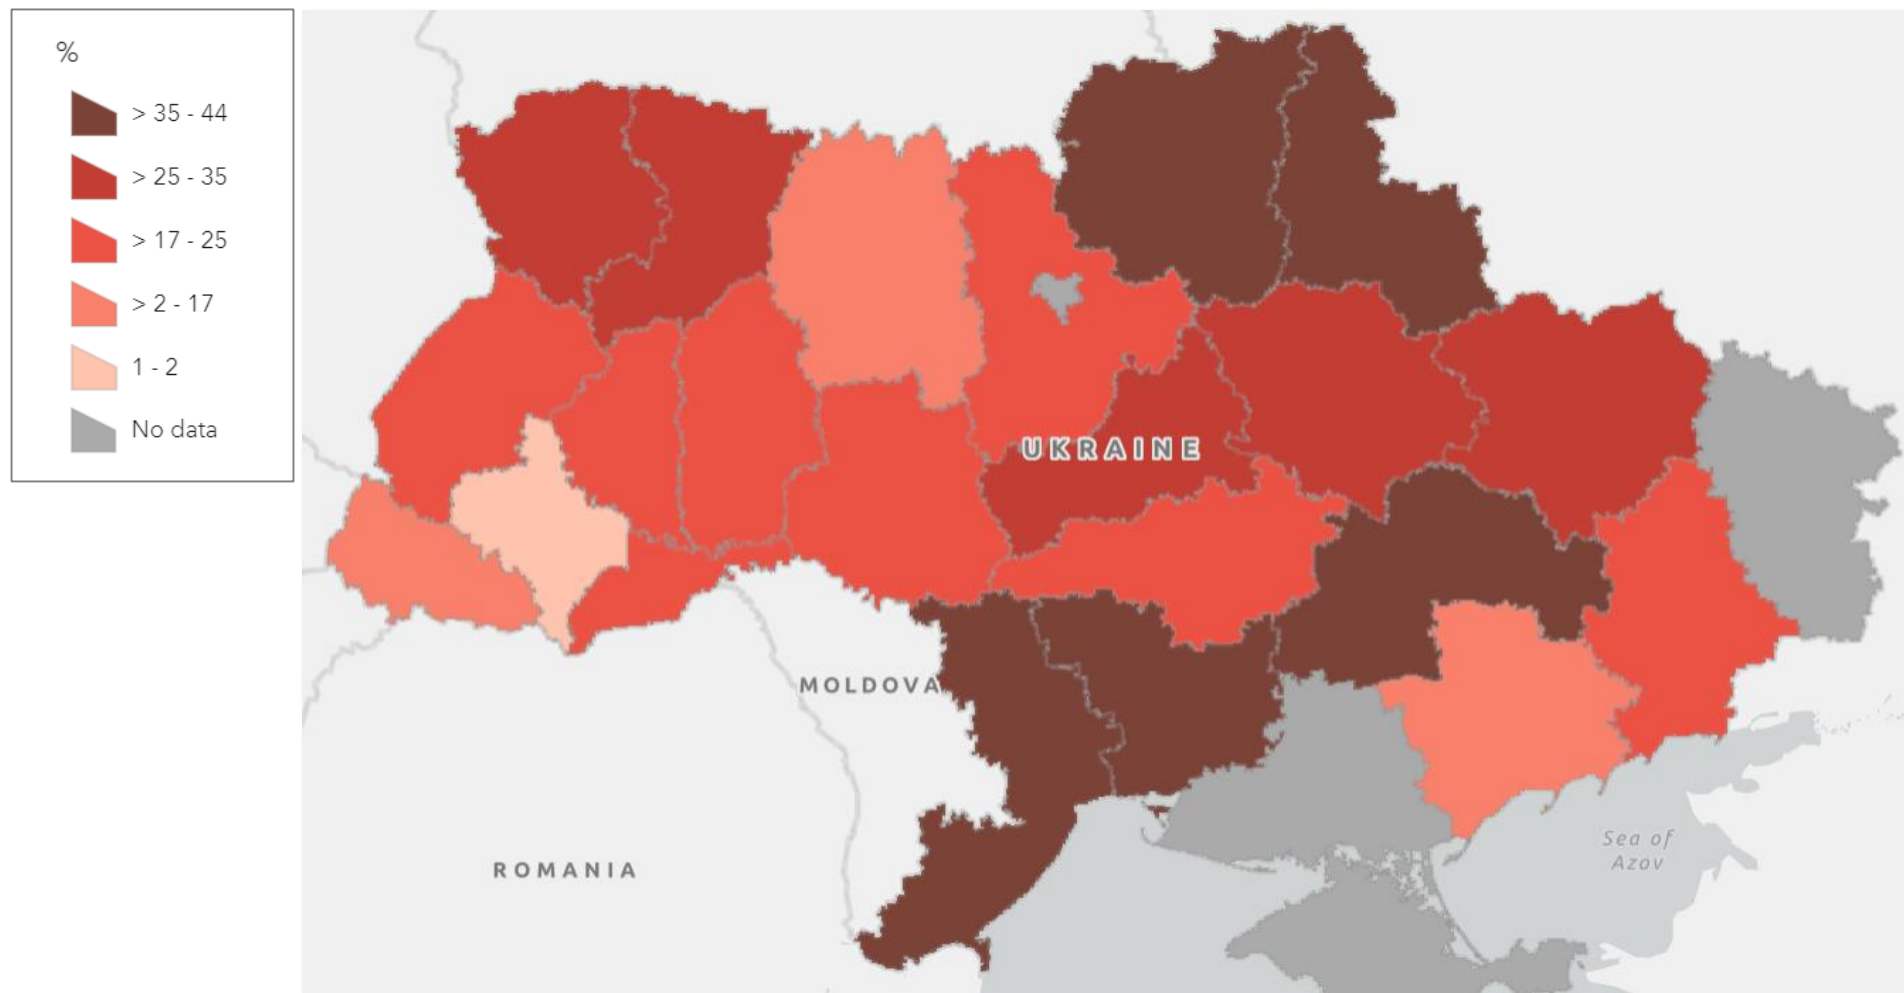 %
> 35 - 44
> 25 - 35
> 17 - 25
> 2 - 17
1 - 2
No data
UKRAINE
MOLDOVA
ROMANIA
Sea of
Azov